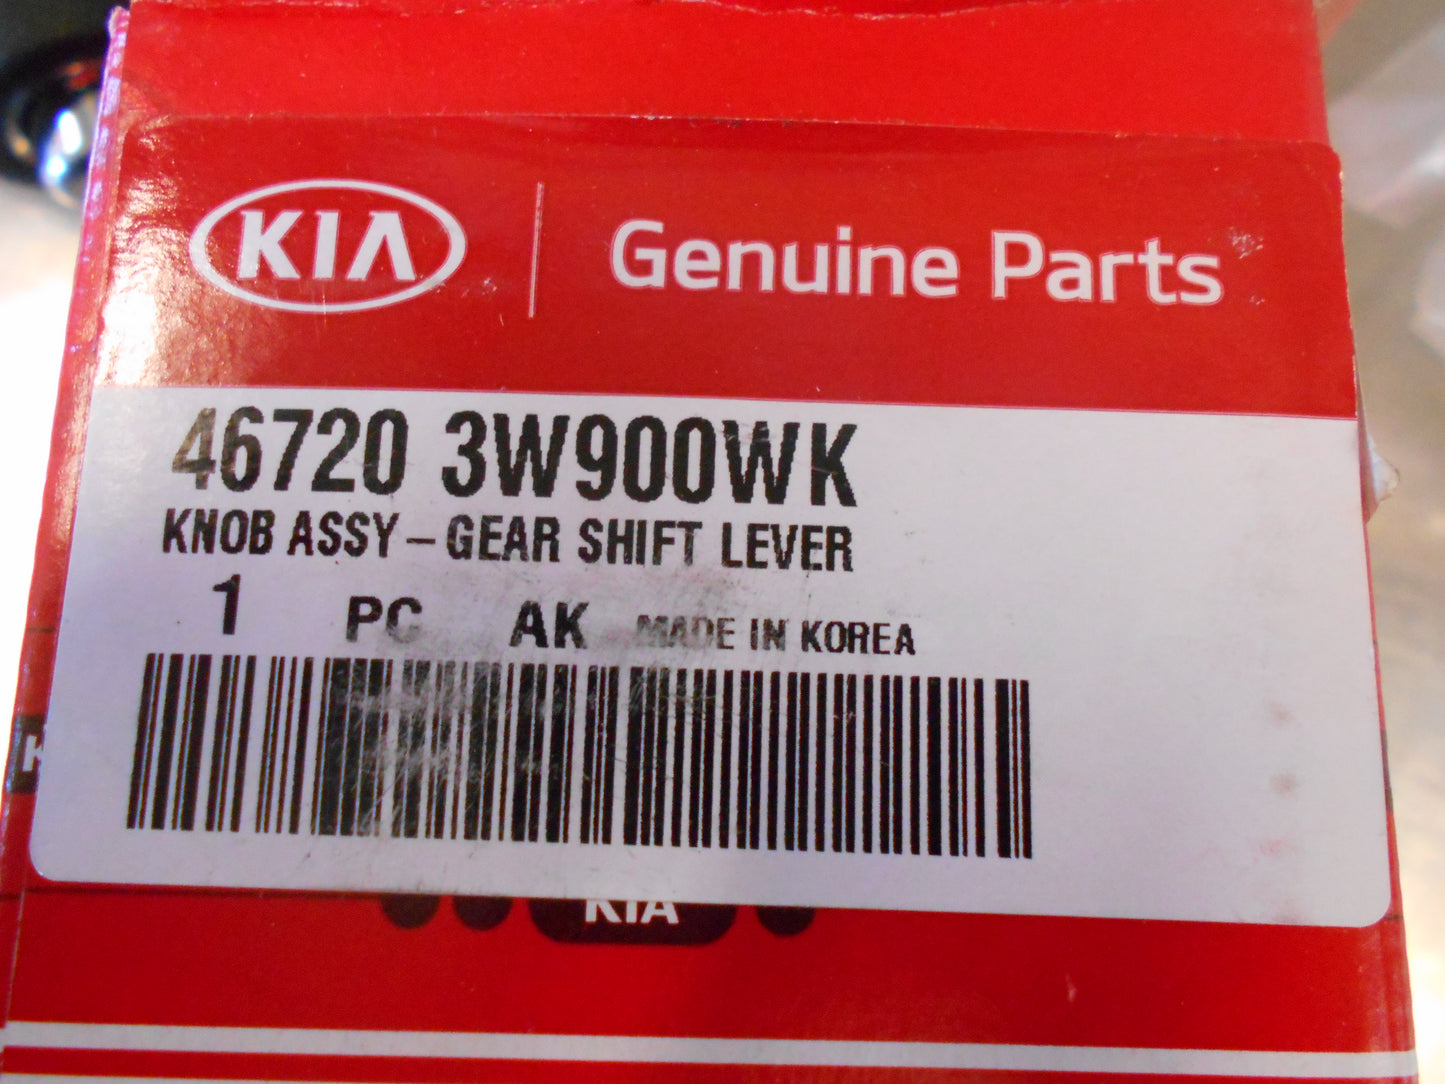 KIA Genuine Parts
46720 3W900WK
KNOB ASSY-GEAR SHIFT LEVER
1 PC AK MADE IN KOREA
KIA